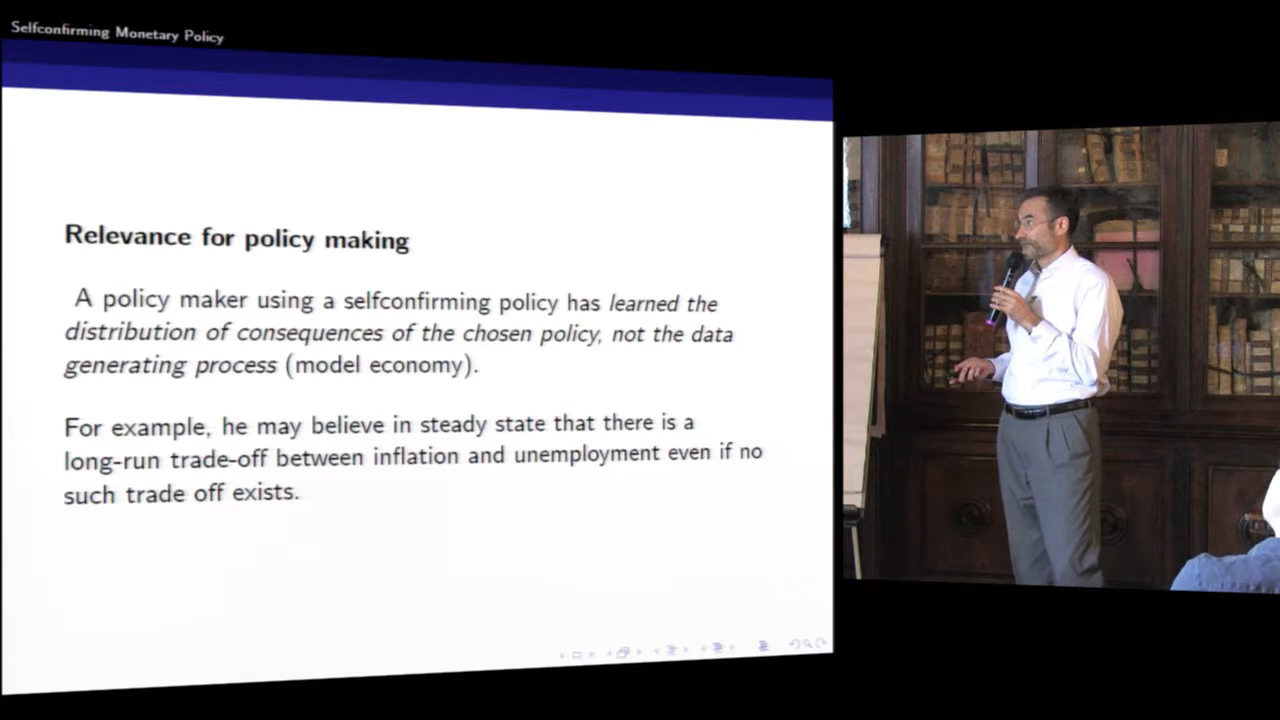 Selfconfirming Monetary Policy
Relevance for policy making
A policy maker using a selfconfirming policy has learned the
distribution of consequences of the chosen policy, not the data
generating process (model economy).
For example, he may believe in steady state that there is a
long-run trade-off between inflation and unemployment even if no
such trade off exists.